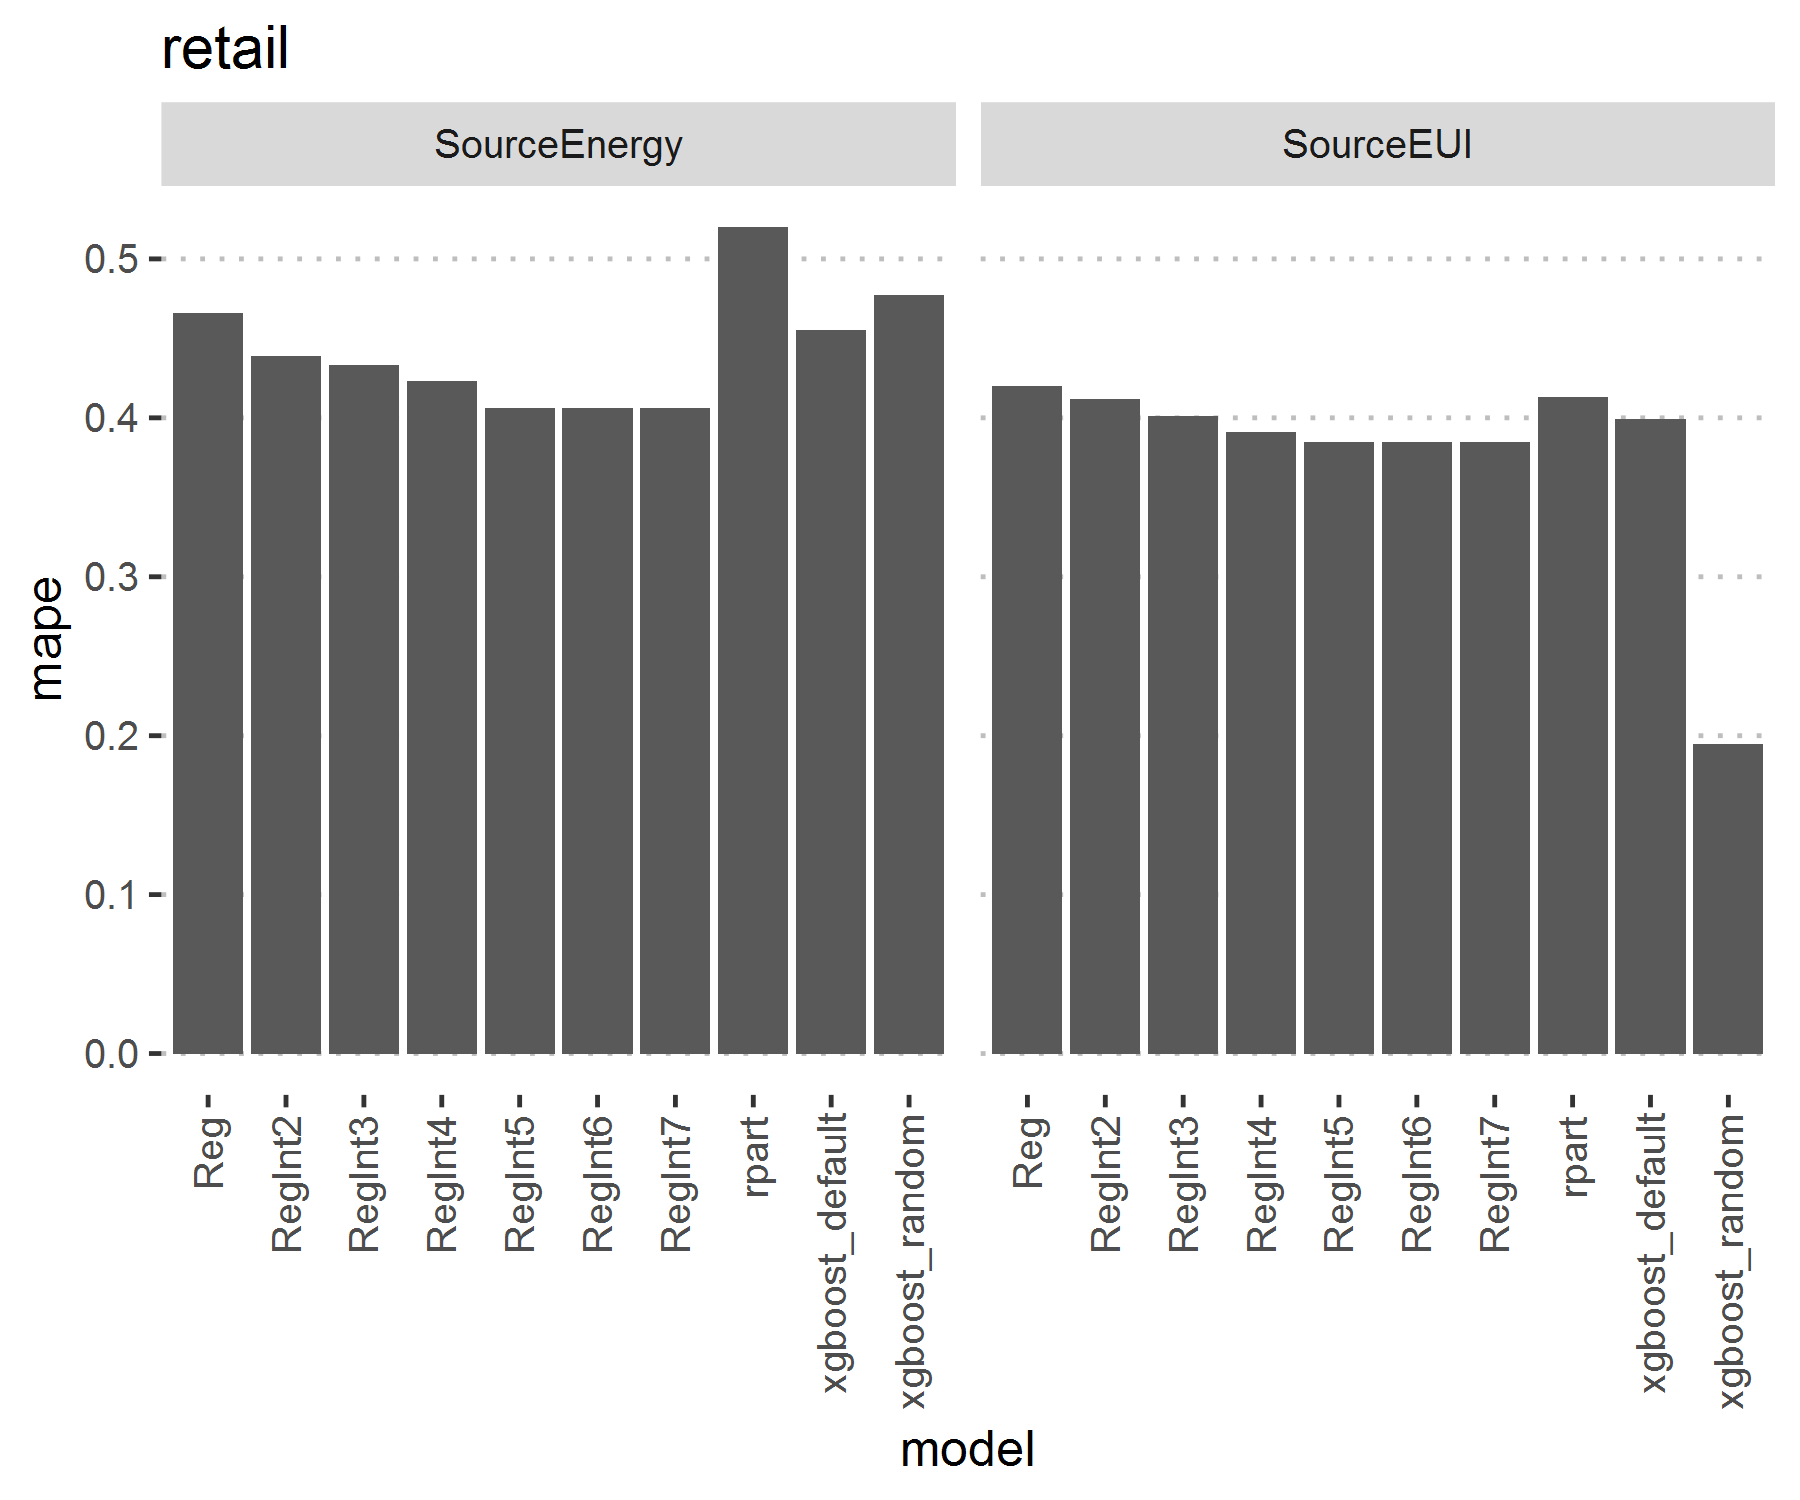 retail
SourceEnergy
SourceEUI
mape
0.5
0.4
0.3
0.2
0.1
0.0
Reg
RegInt2
RegInt3
RegInt4
RegInt5
RegInt6
RegInt7
rpart
xgboost_default
xgboost_random
Reg
RegInt2
RegInt3
RegInt4
RegInt5
RegInt6
RegInt7
rpart
xgboost_default
xgboost_random
model